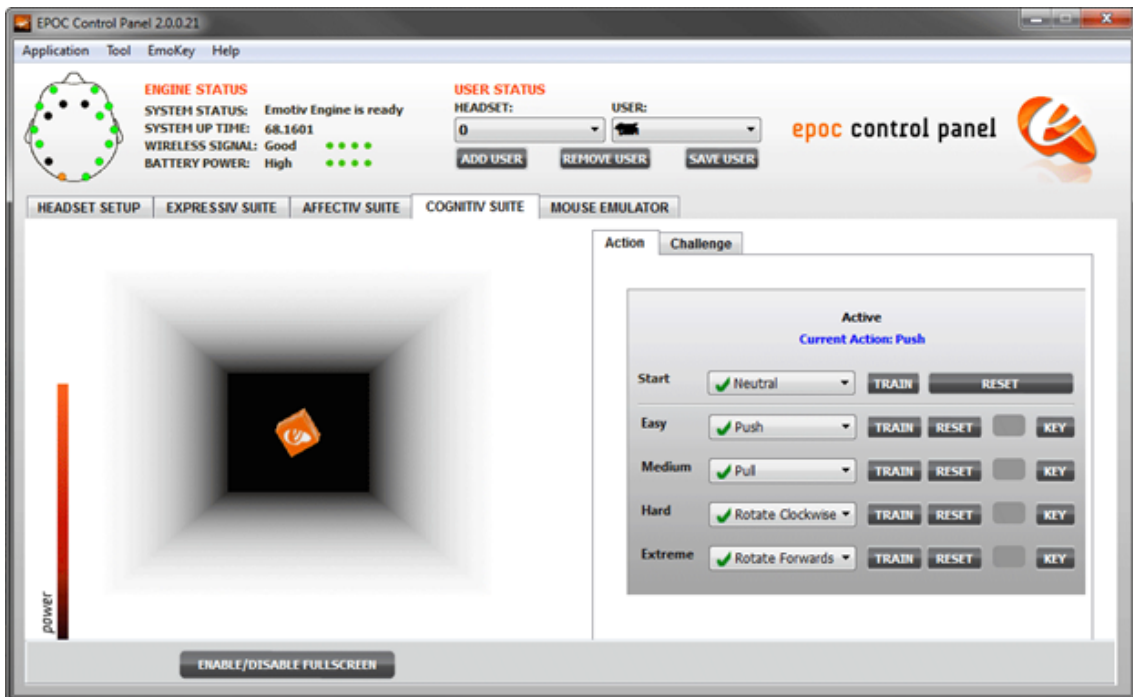 EPOC Control Panel 2.0.0.21
Application Tool EmoKey Help
ENGINE STATUS
SYSTEM STATUS: Emotiv Engine is ready
SYSTEM UP TIME: 68.1601
WIRELESS SIGNAL: Good
BATTERY POWER: High
USER STATUS
HEADSET: USER:
0
ADD USER REMOVE USER SAVE USER
epoc control panel
HEADSET SETUP EXPRESSIV SUITE AFFECTIV SUITE COGNITIV SUITE MOUSE EMULATOR
Action Challenge
Active
Current Action: Push
Start Neutral TRAIN RESET
Easy Push TRAIN RESET KEY
Medium Pull TRAIN RESET KEY
Hard Rotate Clockwise TRAIN RESET KEY
Extreme Rotate Forwards TRAIN RESET KEY
power
ENABLE/DISABLE FULLSCREEN